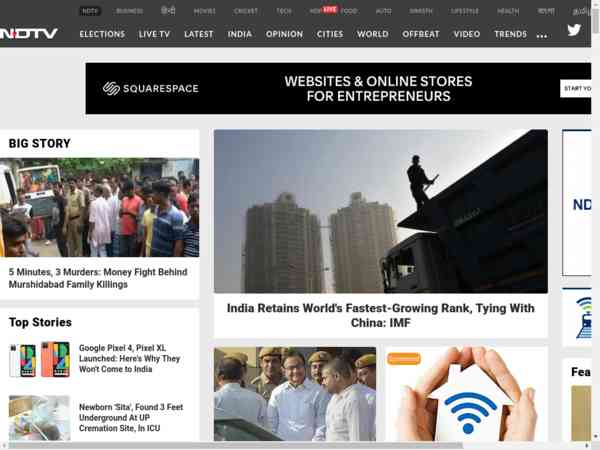 NDTV
BUSINESS
हिन्दी
MOVIES
CRICKET
TECH
HOP LIVE
FOOD
AUTO
SWASTH
LIFESTYLE
HEALTH
বাংলা
தமிழ்
NDTV
ELECTIONS
LIVE TV
LATEST
INDIA
OPINION
CITIES
WORLD
OFFBEAT
VIDEO
TRENDS
SQUARESPACE
WEBSITES & ONLINE STORES
FOR ENTREPRENEURS
START YO
BIG STORY
5 Minutes, 3 Murders: Money Fight Behind
Murshidabad Family Killings
India Retains World's Fastest-Growing Rank, Tying With
China: IMF
ND
Top Stories
Google Pixel 4, Pixel XL
Launched: Here's Why They
Won't Come to India
Newborn 'Sita', Found 3 Feet
Underground At UP
Cremation Site, In ICU
Sponsored
Fea